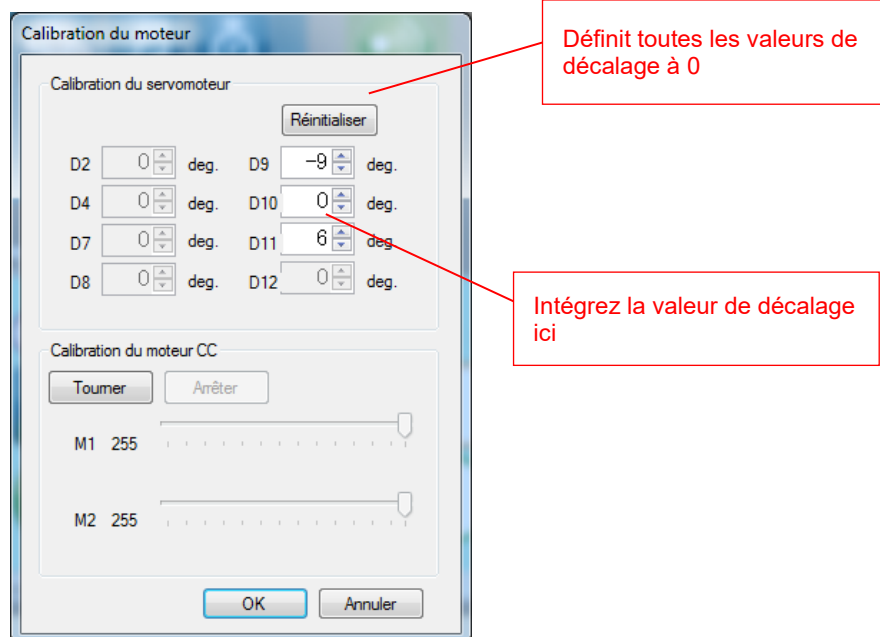 Calibration du moteur
Définit toutes les valeurs de
décalage à 0
Calibration du servomoteur
Réinitialiser
D2 0 deg. D9 -9 deg.
D4 0 deg. D10 0 deg.
D7 0 deg. D11 6 deg.
D8 0 deg. D12 0 deg.
Intégrez la valeur de décalage
ici
Calibration du moteur CC
Tourner Arrêter
M1 255
M2 255
OK Annuler